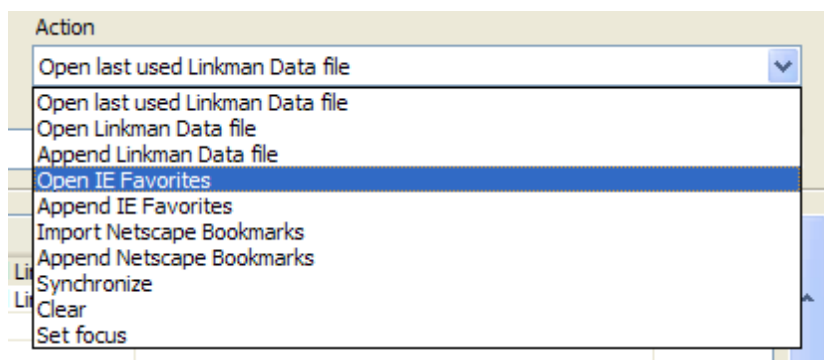 Action
Open last used Linkman Data file
Open last used Linkman Data file
Open Linkman Data file
Append Linkman Data file
Open IE Favorites
Append IE Favorites
Import Netscape Bookmarks
Append Netscape Bookmarks
Synchronize
Clear
Set focus